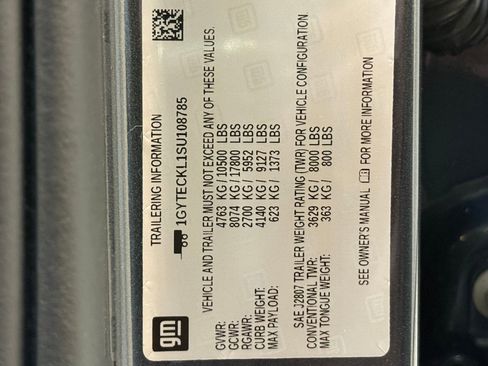 gm
TRAILERING INFORMATION
1GYTECKL1SU108785
VEHICLE AND TRAILER MUST NOT EXCEED ANY OF THESE VALUES.
GVWR: 4763 KG / 10500 LBS
GCWR: 8074 KG / 17800 LBS
RGAWR: 2700 KG / 5952 LBS
CURB WEIGHT: 4140 KG / 9127 LBS
MAX PAYLOAD: 623 KG / 1373 LBS
SAE J2807 TRAILER WEIGHT RATING (TWR) FOR VEHICLE CONFIGURATION.
CONVENTIONAL TWR: 3629 KG / 8000 LBS
MAX TONGUE WEIGHT: 363 KG / 800 LBS
SEE OWNER'S MANUAL FOR MORE INFORMATION